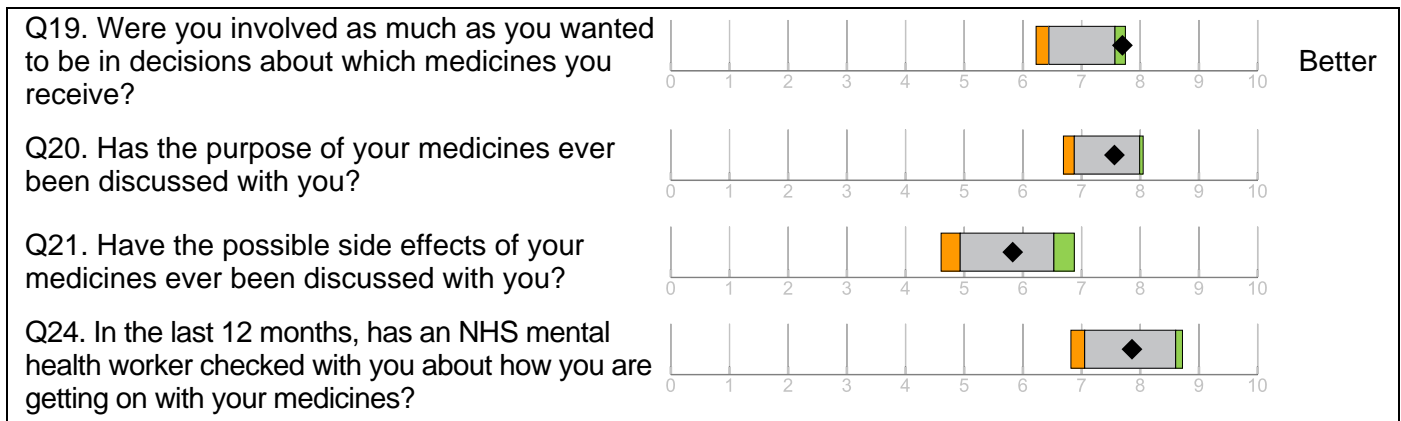 Q19. Were you involved as much as you wanted
to be in decisions about which medicines you
receive?
0 1 2 3 4 5 6 7 8 9 10
Better
Q20. Has the purpose of your medicines ever
been discussed with you?
0 1 2 3 4 5 6 7 8 9 10
Q21. Have the possible side effects of your
medicines ever been discussed with you?
0 1 2 3 4 5 6 7 8 9 10
Q24. In the last 12 months, has an NHS mental
health worker checked with you about how you are
getting on with your medicines?
0 1 2 3 4 5 6 7 8 9 10